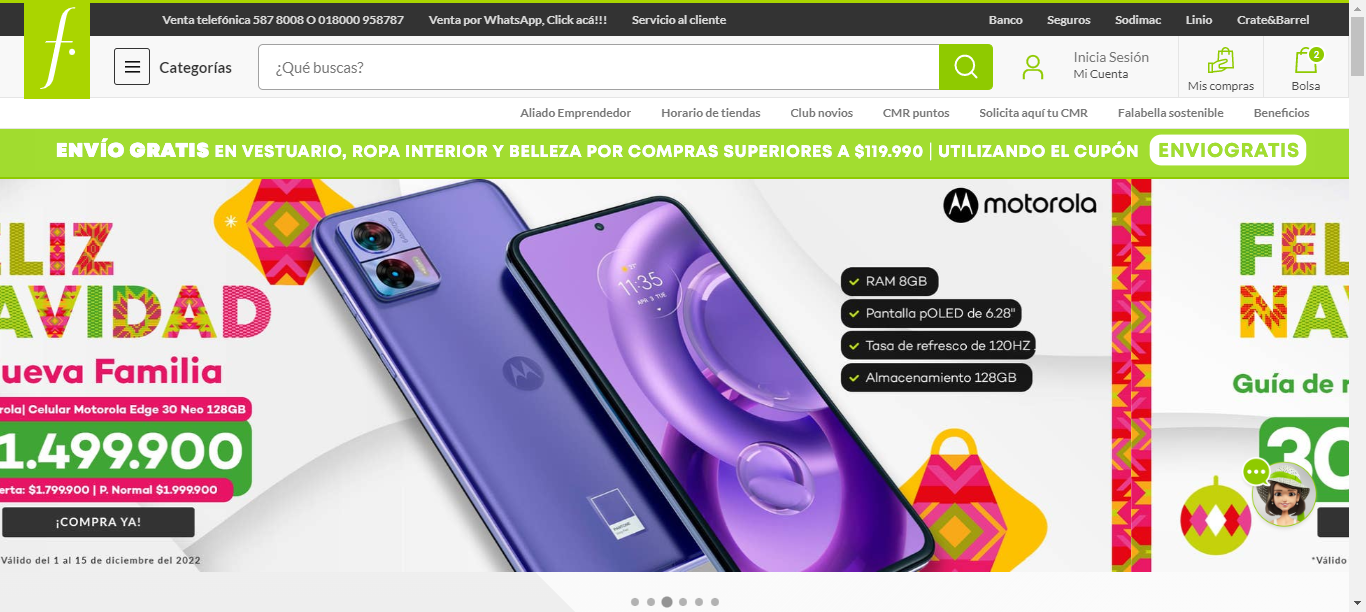 Venta telefónica 587 8008 O 018000 958787 Venta por WhatsApp, Click acá!!! Servicio al cliente Banco Seguros Sodimac Linio Crate&Barrel
f.
Categorías
¿Qué buscas?
Inicia Sesión
Mi Cuenta
Mis compras
2
Bolsa
Aliado Emprendedor Horario de tiendas Club novios CMR puntos Solicita aquí tu CMR Falabella sostenible Beneficios
ENVÍO GRATIS EN VESTUARIO, ROPA INTERIOR Y BELLEZA POR COMPRAS SUPERIORES A $119.990 | UTILIZANDO EL CUPÓN ENVIOGRATIS
ELIZ
AVIDAD
ueva Familia
rola| Celular Motorola Edge 30 Neo 128GB
1.499.900
erta: $1.799.900 | P. Normal $1.999.900
¡COMPRA YA!
Válido del 1 al 15 de diciembre del 2022
11:35
PANTONE
motorola
RAM 8GB
Pantalla pOLED de 6.28"
Tasa de refresco de 120HZ
Almacenamiento 128GB
FEL
NA
Guía de r
30
*Válido